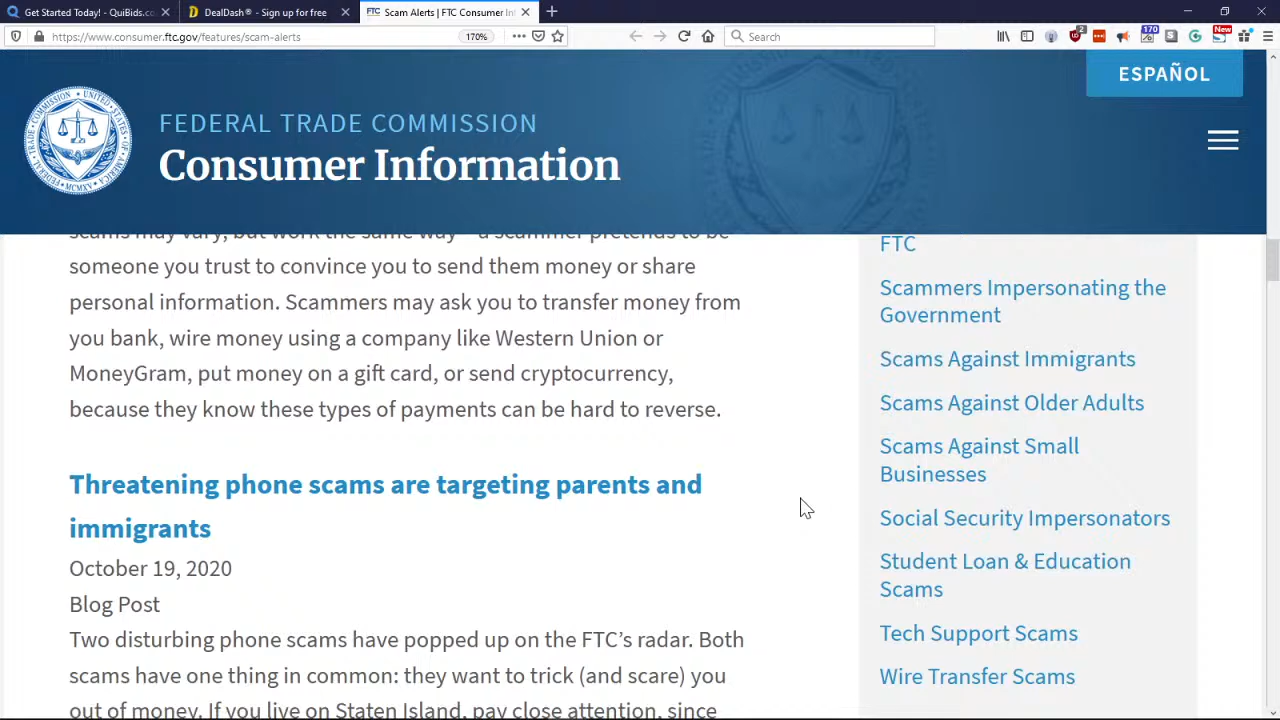 Get Started Today! - QuiBids.co
DealDash® - Sign up for free
FTC Scam Alerts | FTC Consumer In
https://www.consumer.ftc.gov/features/scam-alerts
170%
Search
170
New
2
ESPAÑOL
FEDERAL TRADE COMMISSION
Consumer Information
scams may vary, but work the same way – a scammer pretends to be
someone you trust to convince you to send them money or share
personal information. Scammers may ask you to transfer money from
you bank, wire money using a company like Western Union or
MoneyGram, put money on a gift card, or send cryptocurrency,
because they know these types of payments can be hard to reverse.
Threatening phone scams are targeting parents and
immigrants
October 19, 2020
Blog Post
Two disturbing phone scams have popped up on the FTC’s radar. Both
scams have one thing in common: they want to trick (and scare) you
out of money. If you live on Staten Island, pay close attention, since
FTC
Scammers Impersonating the
Government
Scams Against Immigrants
Scams Against Older Adults
Scams Against Small
Businesses
Social Security Impersonators
Student Loan & Education
Scams
Tech Support Scams
Wire Transfer Scams